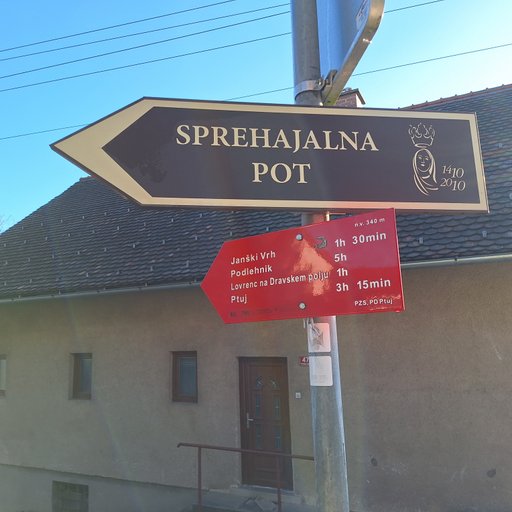 SPREHAJALNA
POT
1410
2010
n.v. 340 m
Janški Vrh 1h 30min
Podlehnik 5h
Lovrenc na Dravskem polju 1h
Ptuj 3h 15min
PZS, PD Ptuj